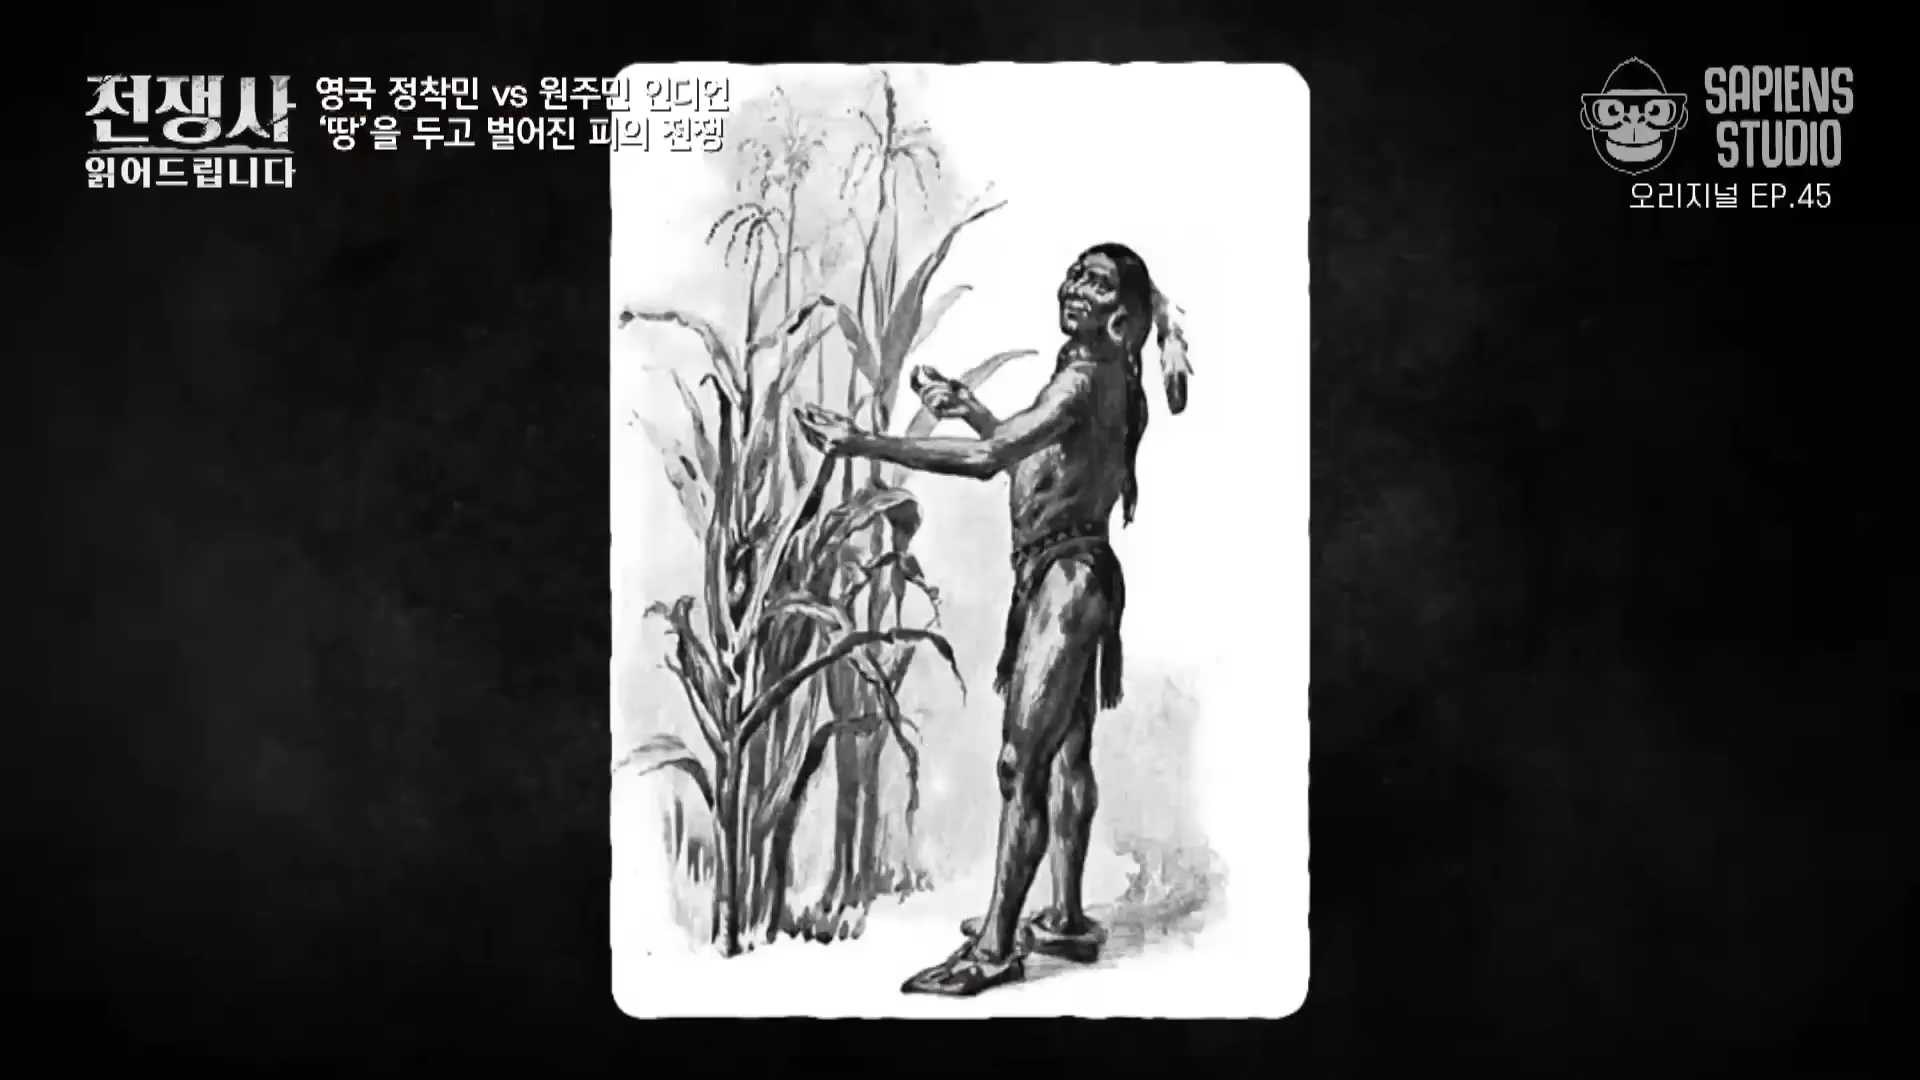 전쟁사
읽어드립니다
영국 정착민 vs 원주민 인디언
‘땅’을 두고 벌어진 피의 전쟁
SAPIENS
STUDIO
오리지널 EP.45